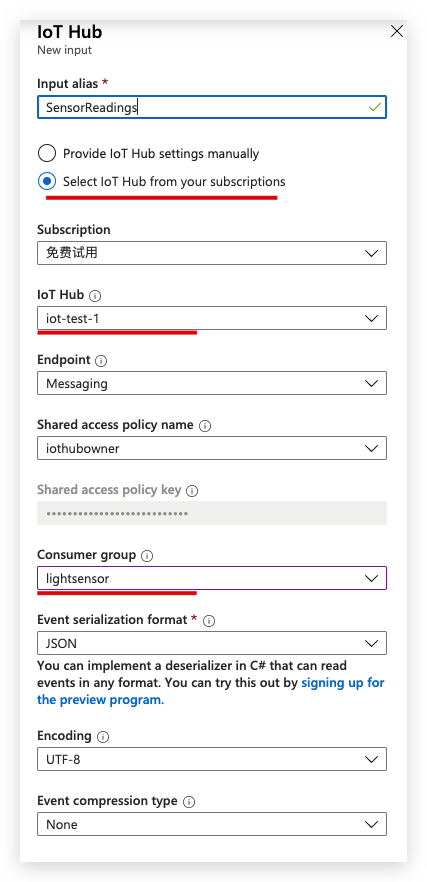 IoT Hub
New input
Input alias *
SensorReadings
Provide IoT Hub settings manually
Select IoT Hub from your subscriptions
Subscription
免费试用
IoT Hub
iot-test-1
Endpoint
Messaging
Shared access policy name
iothubowner
Shared access policy key
•••••••••••••••••••••••••••
Consumer group
lightsensor
Event serialization format *
JSON
You can implement a deserializer in C# that can read
events in any format. You can try this out by signing up for
the preview program.
Encoding
UTF-8
Event compression type
None